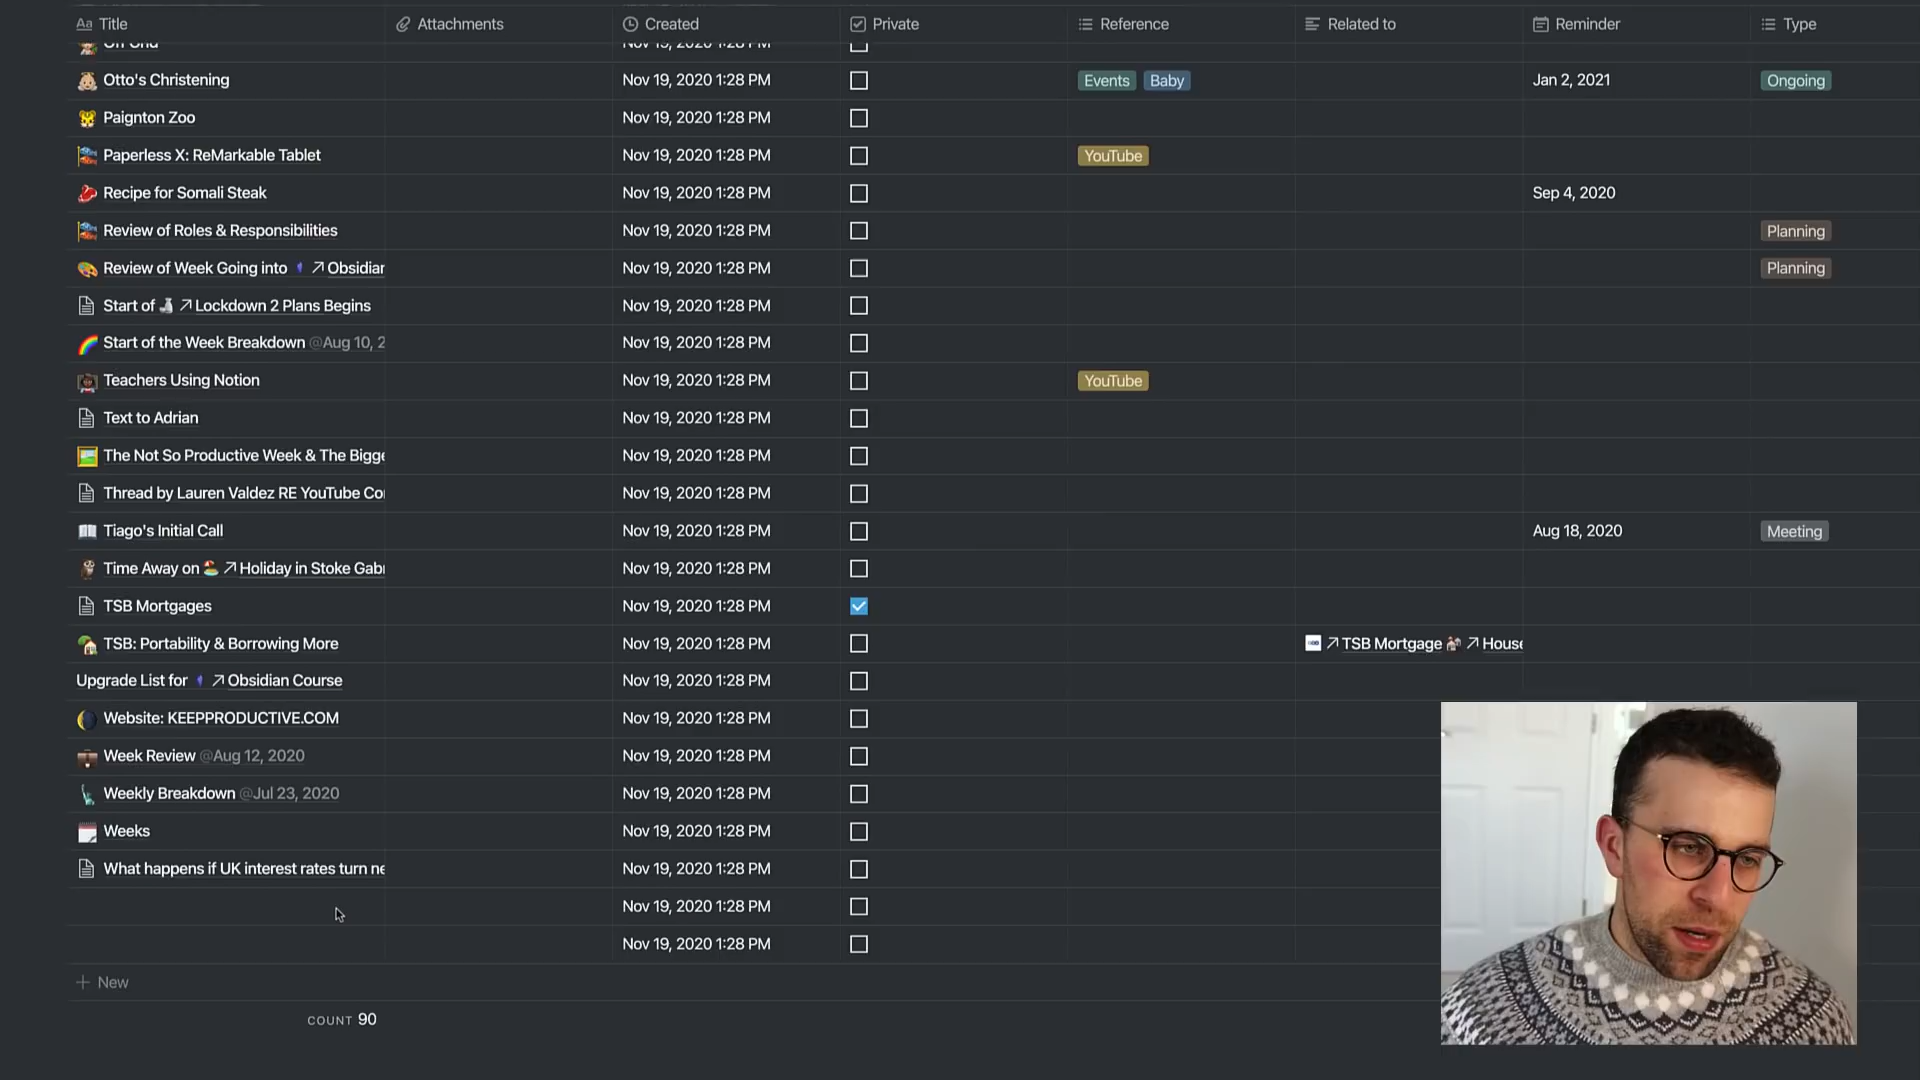 Aa Title Attachments Created Private Reference Related to Reminder Type
Otto's Christening Nov 19, 2020 1:28 PM Events Baby Jan 2, 2021 Ongoing
Paignton Zoo Nov 19, 2020 1:28 PM
Paperless X: ReMarkable Tablet Nov 19, 2020 1:28 PM YouTube
Recipe for Somali Steak Nov 19, 2020 1:28 PM Sep 4, 2020
Review of Roles & Responsibilities Nov 19, 2020 1:28 PM Planning
Review of Week Going into Obsidian Nov 19, 2020 1:28 PM Planning
Start of Lockdown 2 Plans Begins Nov 19, 2020 1:28 PM
Start of the Week Breakdown @Aug 10, 2 Nov 19, 2020 1:28 PM
Teachers Using Notion Nov 19, 2020 1:28 PM YouTube
Text to Adrian Nov 19, 2020 1:28 PM
The Not So Productive Week & The Bigge Nov 19, 2020 1:28 PM
Thread by Lauren Valdez RE YouTube Co Nov 19, 2020 1:28 PM
Tiago's Initial Call Nov 19, 2020 1:28 PM Aug 18, 2020 Meeting
Time Away on Holiday in Stoke Gab Nov 19, 2020 1:28 PM
TSB Mortgages Nov 19, 2020 1:28 PM
TSB: Portability & Borrowing More Nov 19, 2020 1:28 PM TSB Mortgage House
Upgrade List for Obsidian Course Nov 19, 2020 1:28 PM
Website: KEEPPRODUCTIVE.COM Nov 19, 2020 1:28 PM
Week Review @Aug 12, 2020 Nov 19, 2020 1:28 PM
Weekly Breakdown @Jul 23, 2020 Nov 19, 2020 1:28 PM
Weeks Nov 19, 2020 1:28 PM
What happens if UK interest rates turn ne Nov 19, 2020 1:28 PM
Nov 19, 2020 1:28 PM
Nov 19, 2020 1:28 PM
+ New
COUNT 90